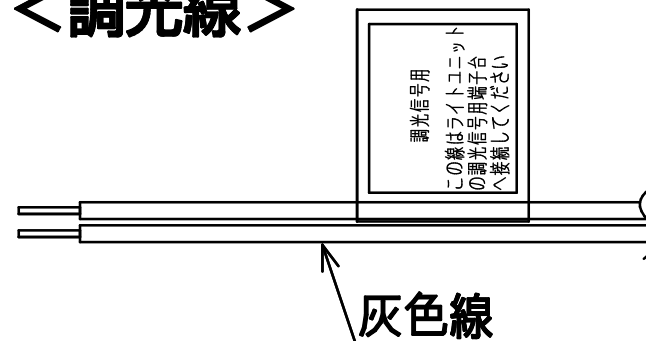 ＜調光線＞
調光信号用
この線はライトユニット
の調光信号用端子台
へ接続してください
灰色線